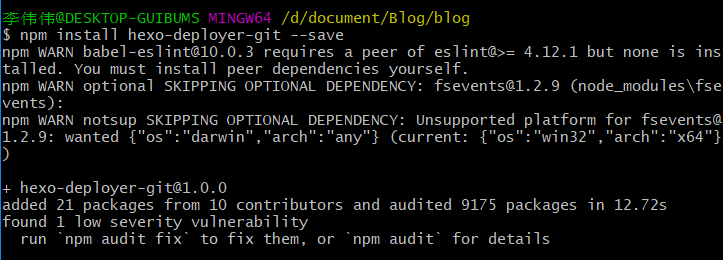 李伟伟@DESKTOP-GUIBUMS MINGW64 /d/document/Blog/blog
$ npm install hexo-deployer-git --save
npm WARN babel-eslint@10.0.3 requires a peer of eslint@>= 4.12.1 but none is ins
talled. You must install peer dependencies yourself.
npm WARN optional SKIPPING OPTIONAL DEPENDENCY: fsevents@1.2.9 (node_modules\fse
vents):
npm WARN notsup SKIPPING OPTIONAL DEPENDENCY: Unsupported platform for fsevents@
1.2.9: wanted {"os":"darwin","arch":"any"} (current: {"os":"win32","arch":"x64"}
)
+ hexo-deployer-git@1.0.0
added 21 packages from 10 contributors and audited 9175 packages in 12.72s
found 1 low severity vulnerability
  run `npm audit fix` to fix them, or `npm audit` for details